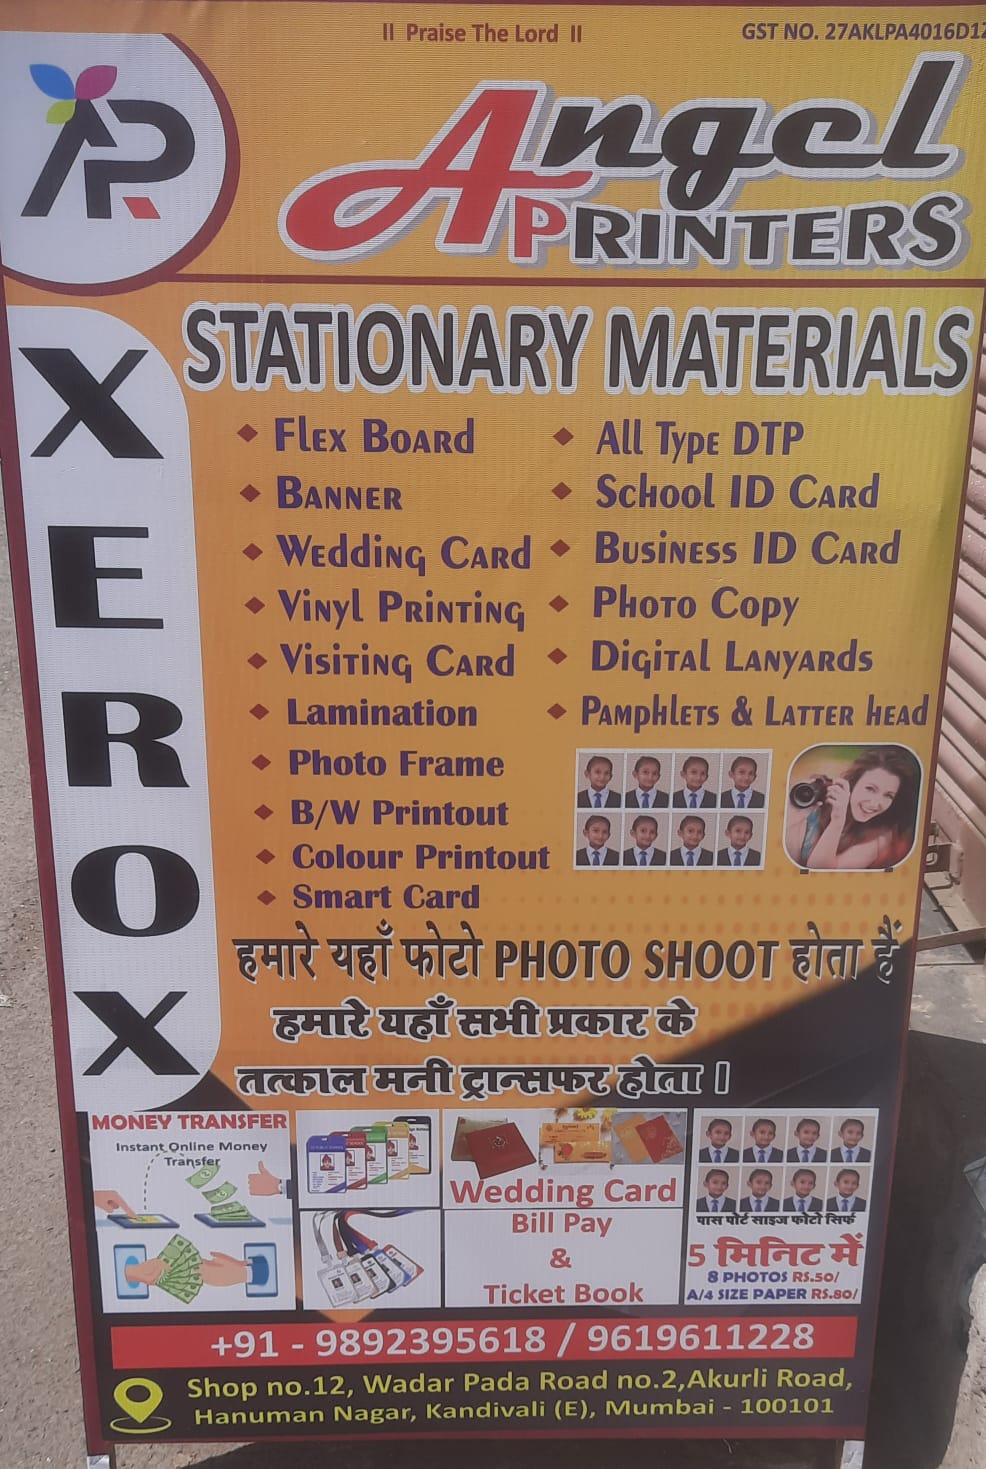 II Praise The Lord II
GST NO. 27AKLPA4016D1Z
AP
Angel
PRINTERS
XEROX
STATIONARY MATERIALS
Flex Board
Banner
Wedding Card
Vinyl Printing
Visiting Card
Lamination
Photo Frame
B/W Printout
Colour Printout
Smart Card
All Type DTP
School ID Card
Business ID Card
Photo Copy
Digital Lanyards
Pamphlets & Latter head
हमारे यहाँ फोटो PHOTO SHOOT होता हैं
हमारे यहाँ सभी प्रकार के
तत्काल मनी ट्रान्सफर होता।
MONEY TRANSFER
Instant Online Money
Transfer
Wedding Card
Bill Pay
&
Ticket Book
पास पोर्ट साइज फोटो सिर्फ
5 मिनिट में
8 PHOTOS RS.50/
A/4 SIZE PAPER RS.80/
+91 - 9892395618 / 9619611228
Shop no.12, Wadar Pada Road no.2,Akurli Road,
Hanuman Nagar, Kandivali (E), Mumbai - 100101